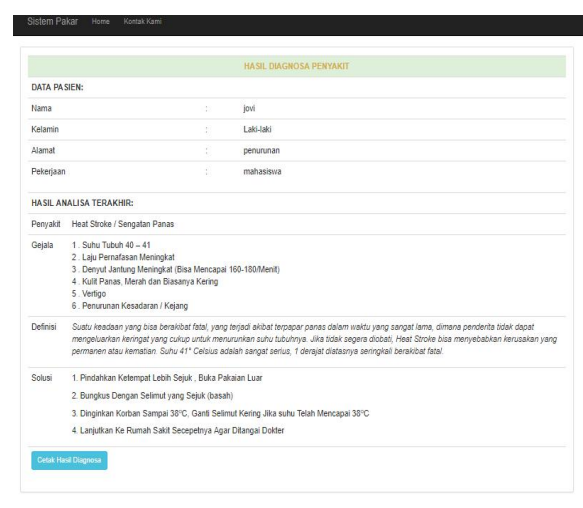 Sistem Pakar Home Kontak Kami
HASIL DIAGNOSA PENYAKIT
DATA PASIEN:
Nama : jovi
Kelamin : Laki-laki
Alamat : penurunan
Pekerjaan : mahasiswa
HASIL ANALISA TERAKHIR:
Penyakit Heat Stroke / Sengatan Panas
Gejala 1 . Suhu Tubuh 40 – 41
2 . Laju Pernafasan Meningkat
3 . Denyut Jantung Meningkat (Bisa Mencapai 160-180/Menit)
4 . Kulit Panas, Merah dan Biasanya Kering
5 . Vertigo
6 . Penurunan Kesadaran / Kejang
Definisi Suatu keadaan yang bisa berakibat fatal, yang terjadi akibat terpapar panas dalam waktu yang sangat lama, dimana penderita tidak dapat
mengeluarkan keringat yang cukup untuk menurunkan suhu tubuhnya. Jika tidak segera diobati, Heat Stroke bisa menyebabkan kerusakan yang
permanen atau kematian. Suhu 41° Celsius adalah sangat serius, 1 derajat diatasnya seringkali berakibat fatal.
Solusi 1. Pindahkan Ketempat Lebih Sejuk , Buka Pakaian Luar
2. Bungkus Dengan Selimut yang Sejuk (basah)
3. Dinginkan Korban Sampai 38°C, Ganti Selimut Kering Jika suhu Telah Mencapai 38°C
4. Lanjutkan Ke Rumah Sakit Secepetnya Agar Ditangai Dokter
Cetak Hasil Diagnosa